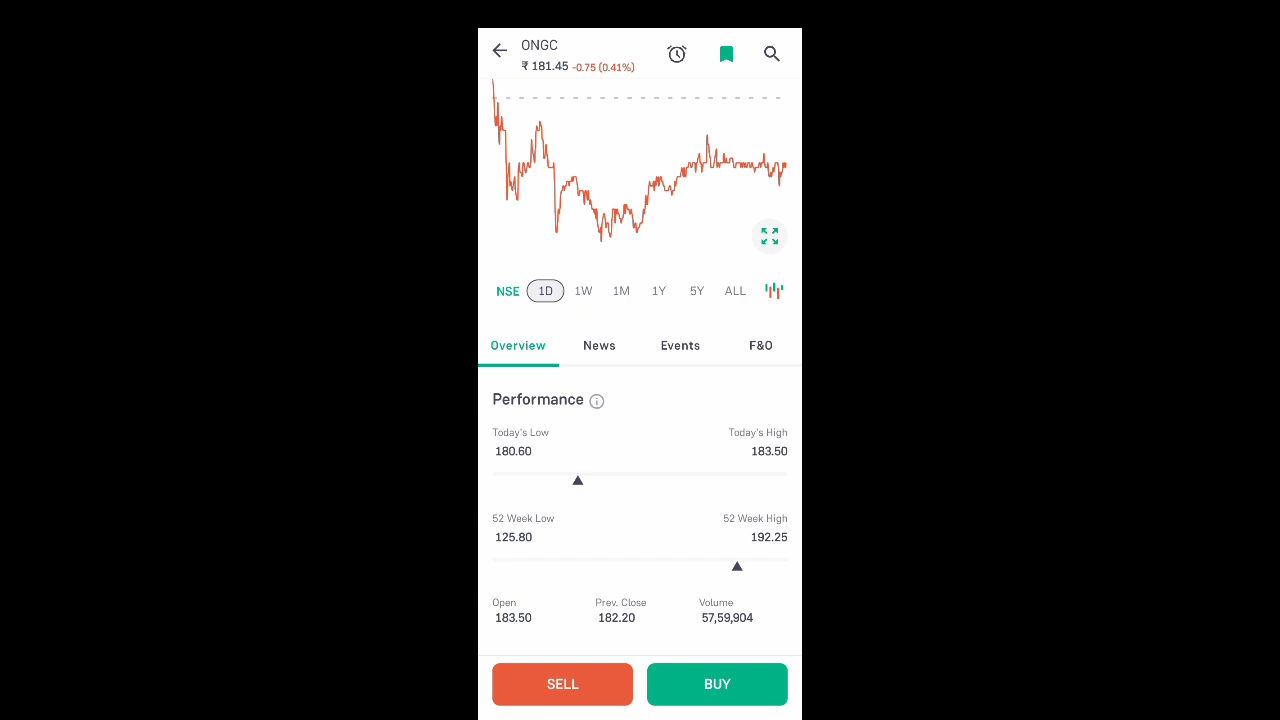 ONGC
₹ 181.45 -0.75 (0.41%)
NSE 1D 1W 1M 1Y 5Y ALL
Overview News Events F&O
Performance
Today's Low Today's High
180.60 183.50
52 Week Low 52 Week High
125.80 192.25
Open Prev. Close Volume
183.50 182.20 57,59,904
SELL BUY